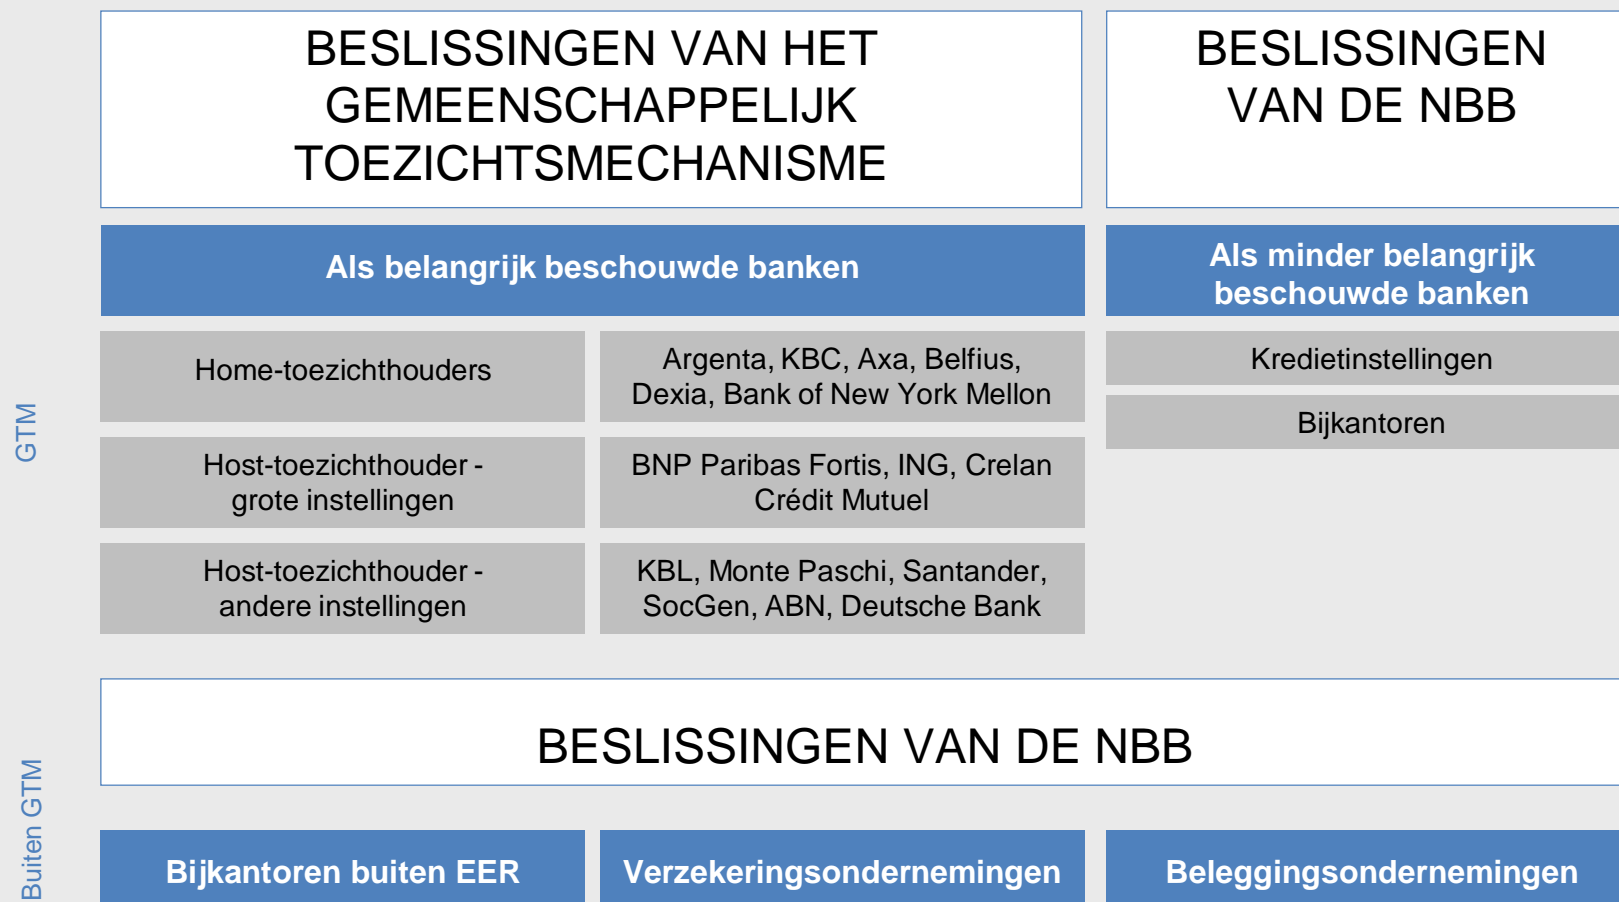 BESLISSINGEN VAN HET
GEMEENSCHAPPELIJK
TOEZICHTSMECHANISME
BESLISSINGEN
VAN DE NBB
GTM
Als belangrijk beschouwde banken
Als minder belangrijk
beschouwde banken
Home-toezichthouders
Argenta, KBC, Axa, Belfius,
Dexia, Bank of New York Mellon
Kredietinstellingen
Bijkantoren
Host-toezichthouder -
grote instellingen
BNP Paribas Fortis, ING, Crelan
Crédit Mutuel
Host-toezichthouder -
andere instellingen
KBL, Monte Paschi, Santander,
SocGen, ABN, Deutsche Bank
Buiten GTM
BESLISSINGEN VAN DE NBB
Bijkantoren buiten EER
Verzekeringsondernemingen
Beleggingsondernemingen